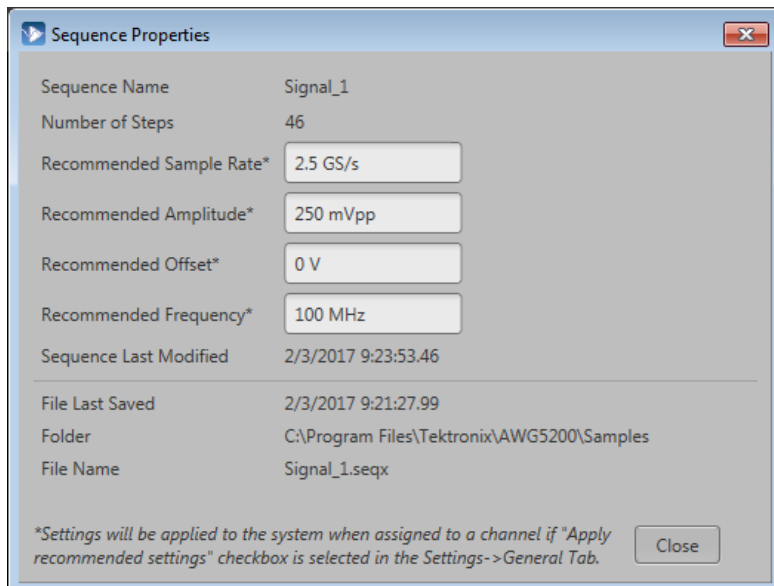 Sequence Properties
Sequence Name Signal_1
Number of Steps 46
Recommended Sample Rate* 2.5 GS/s
Recommended Amplitude* 250 mVpp
Recommended Offset* 0 V
Recommended Frequency* 100 MHz
Sequence Last Modified 2/3/2017 9:23:53.46
File Last Saved 2/3/2017 9:21:27.99
Folder C:\Program Files\Tektronix\AWG5200\Samples
File Name Signal_1.seqx
*Settings will be applied to the system when assigned to a channel if "Apply
recommended settings" checkbox is selected in the Settings->General Tab.
Close